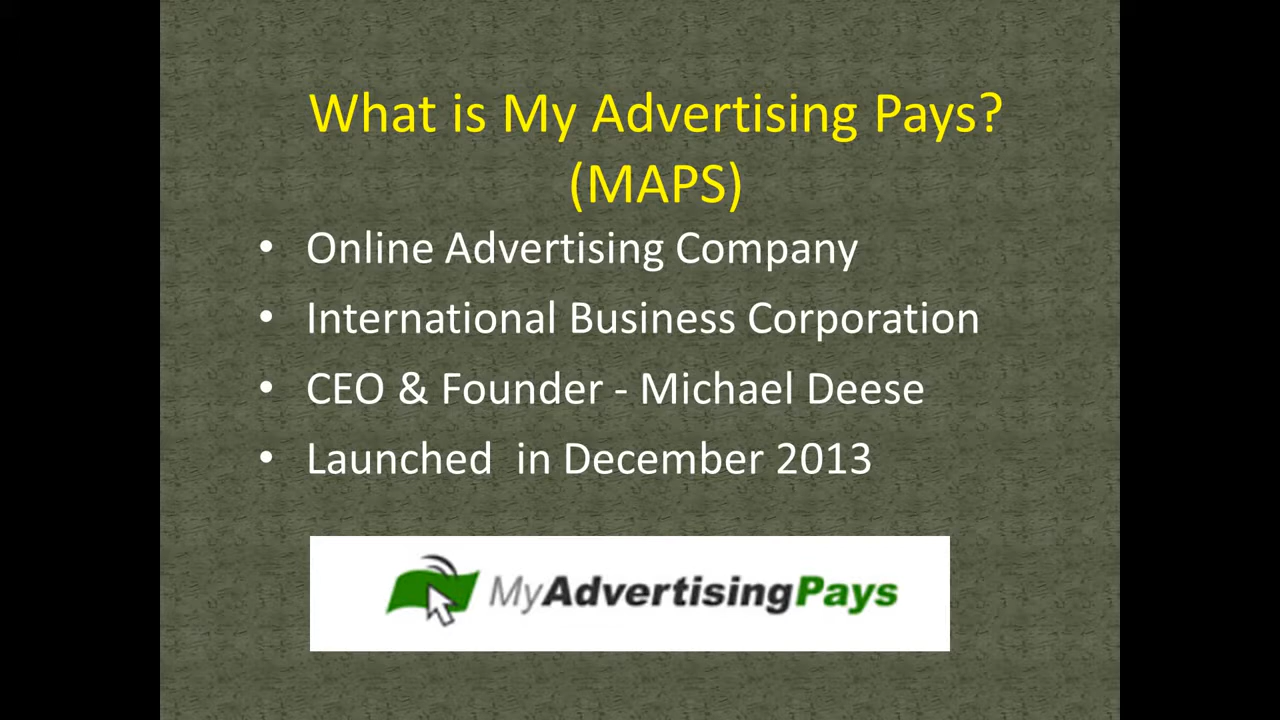 What is My Advertising Pays?
(MAPS)
• Online Advertising Company
• International Business Corporation
• CEO & Founder - Michael Deese
• Launched  in December 2013
MyAdvertisingPays